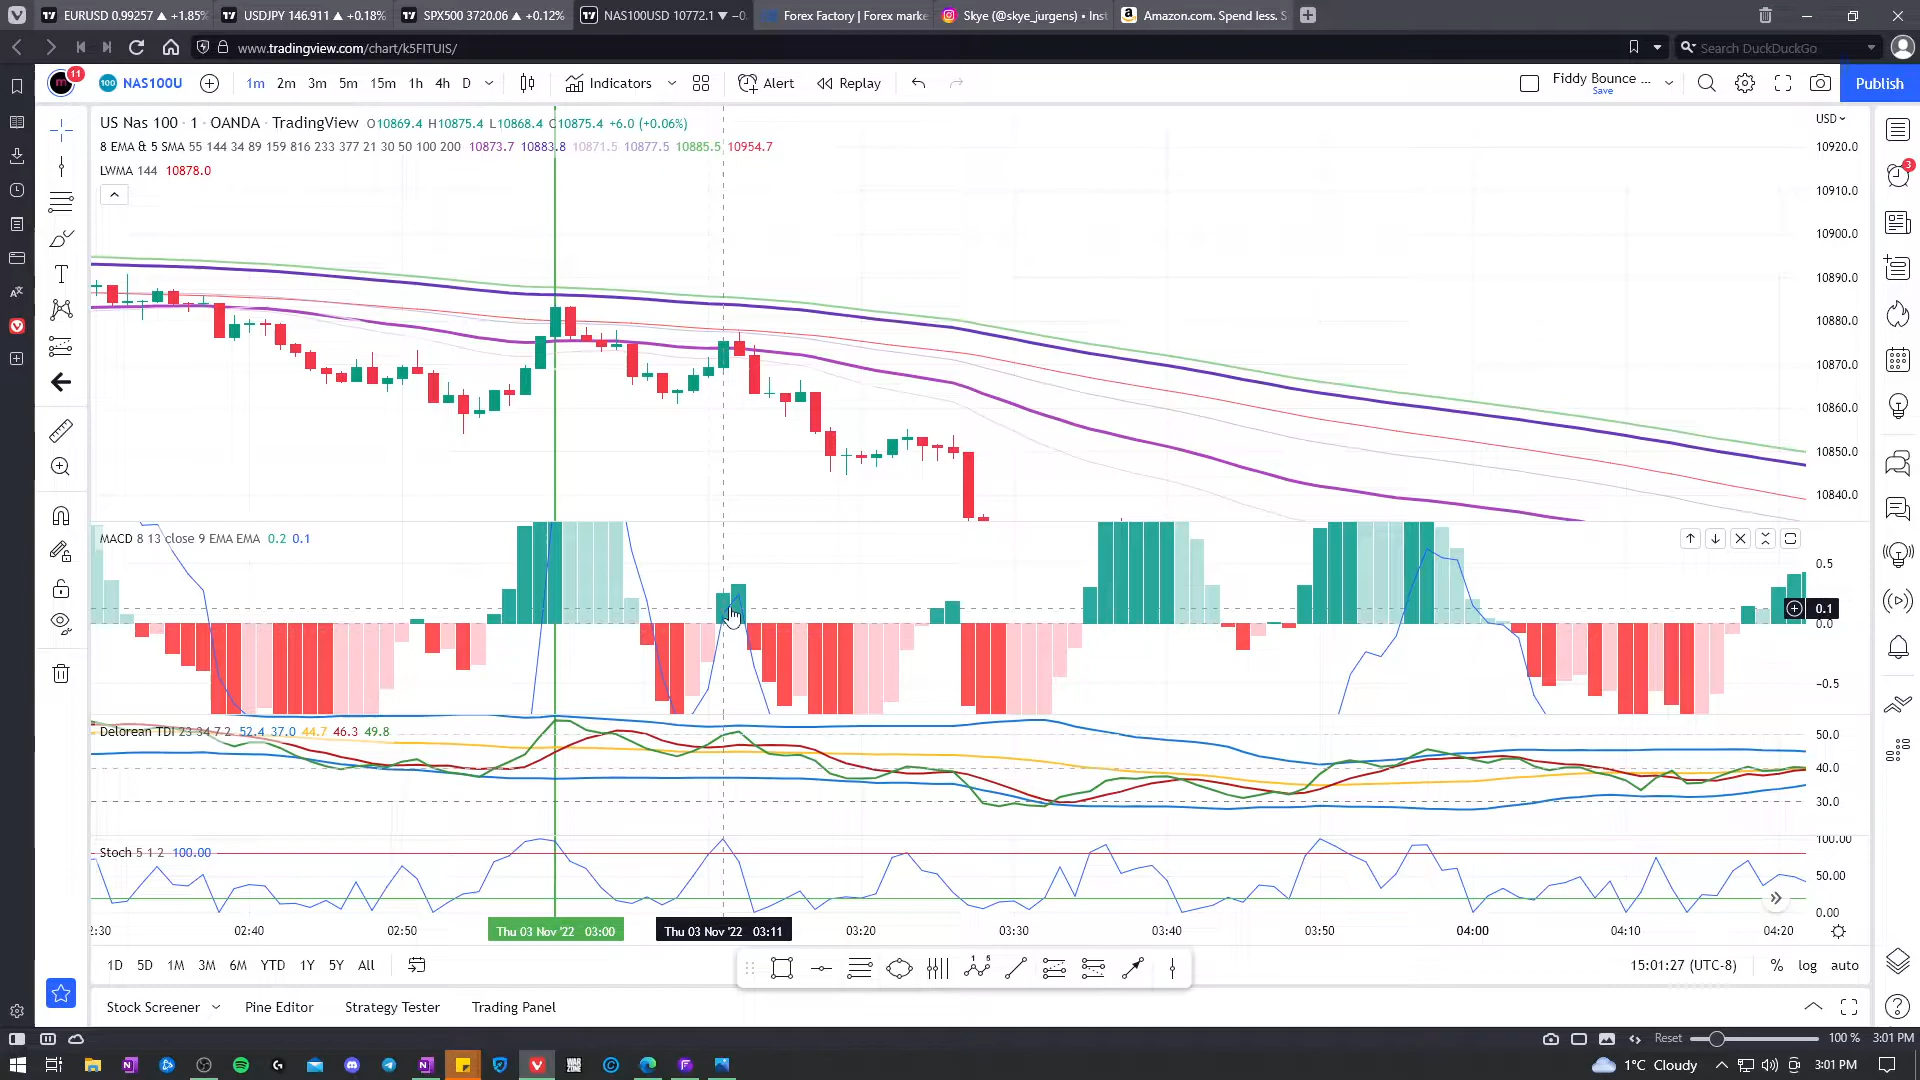 EURUSD 0.99257 ▲ +1.85%
USDJPY 146.911 ▲ +0.18%
SPX500 3720.06 ▲ +0.12%
NAS100USD 10772.1 ▼ −0.
Forex Factory | Forex marke
Skye (@skye_jurgens) • Inst
Amazon.com. Spend less. S
www.tradingview.com/chart/k5FITUIS/
Search DuckDuckGo
11
100
NAS100U
1m 2m 3m 5m 15m 1h 4h D
Indicators
Alert
Replay
Fiddy Bounce ...
Save
Publish
US Nas 100 · 1 · OANDA · TradingView O10869.4 H10875.4 L10868.4 C10875.4 +6.0 (+0.06%)
USD
8 EMA & 5 SMA 55 144 34 89 159 816 233 377 21 30 50 100 200 10873.7 10883.8 10871.5 10877.5 10885.5 10954.7
LWMA 144 10878.0
3
10920.0
10910.0
10900.0
10890.0
10880.0
10870.0
10860.0
10850.0
10840.0
MACD 8 13 close 9 EMA EMA 0.2 0.1
0.5
0.1
0.0
−0.5
Delorean TDI 23 34 7 2 52.4 37.0 44.7 46.3 49.8
50.0
40.0
30.0
Stoch 5 1 2 100.00
100.00
50.00
0.00
2:30 02:40 02:50 Thu 03 Nov '22 03:00 Thu 03 Nov '22 03:11 03:20 03:30 03:40 03:50 04:00 04:10 04:20
1D 5D 1M 3M 6M YTD 1Y 5Y All
15:01:27 (UTC-8) % log auto
Stock Screener
Pine Editor
Strategy Tester
Trading Panel
Reset 100 % 3:01 PM
WAR ZONE
1°C Cloudy
3:01 PM